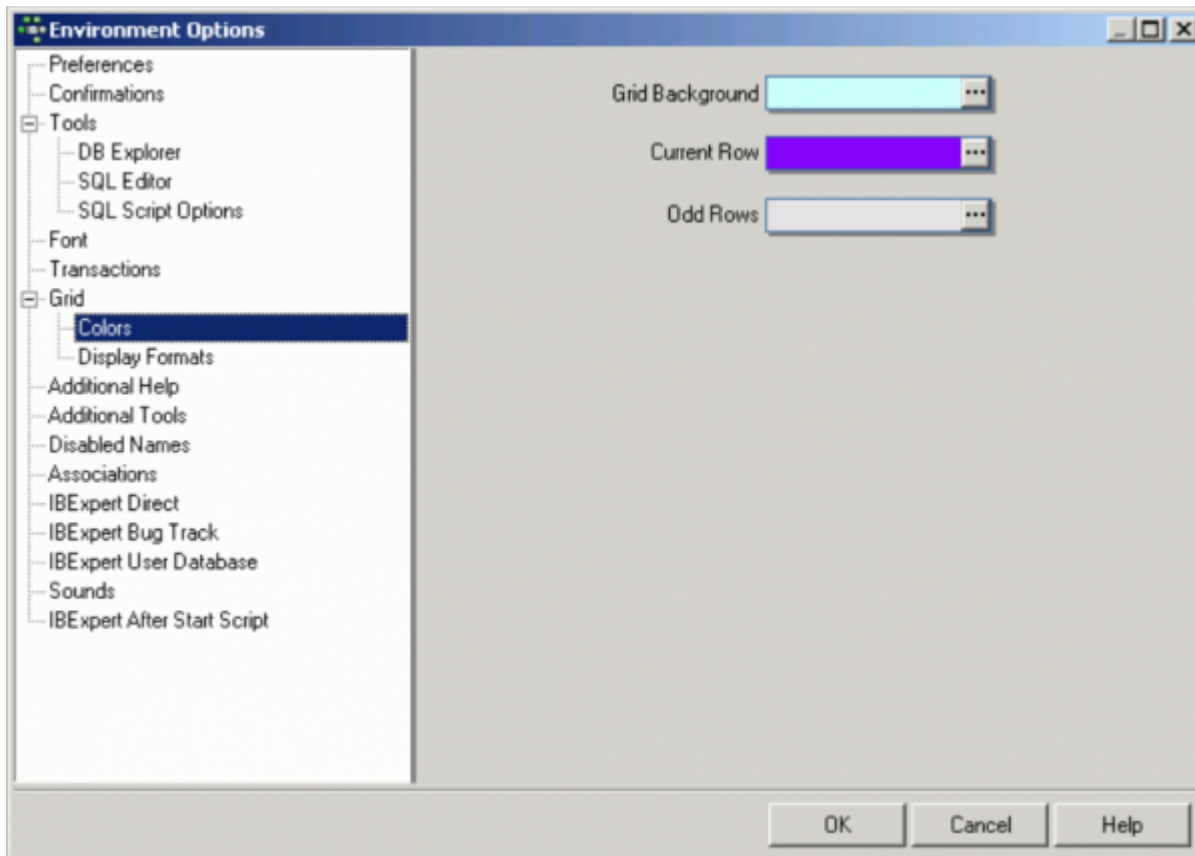 Environment Options
Preferences
Confirmations
Tools
DB Explorer
SQL Editor
SQL Script Options
Font
Transactions
Grid
Colors
Display Formats
Additional Help
Additional Tools
Disabled Names
Associations
IBExpert Direct
IBExpert Bug Track
IBExpert User Database
Sounds
IBExpert After Start Script
Grid Background ...
Current Row ...
Odd Rows ...
OK Cancel Help